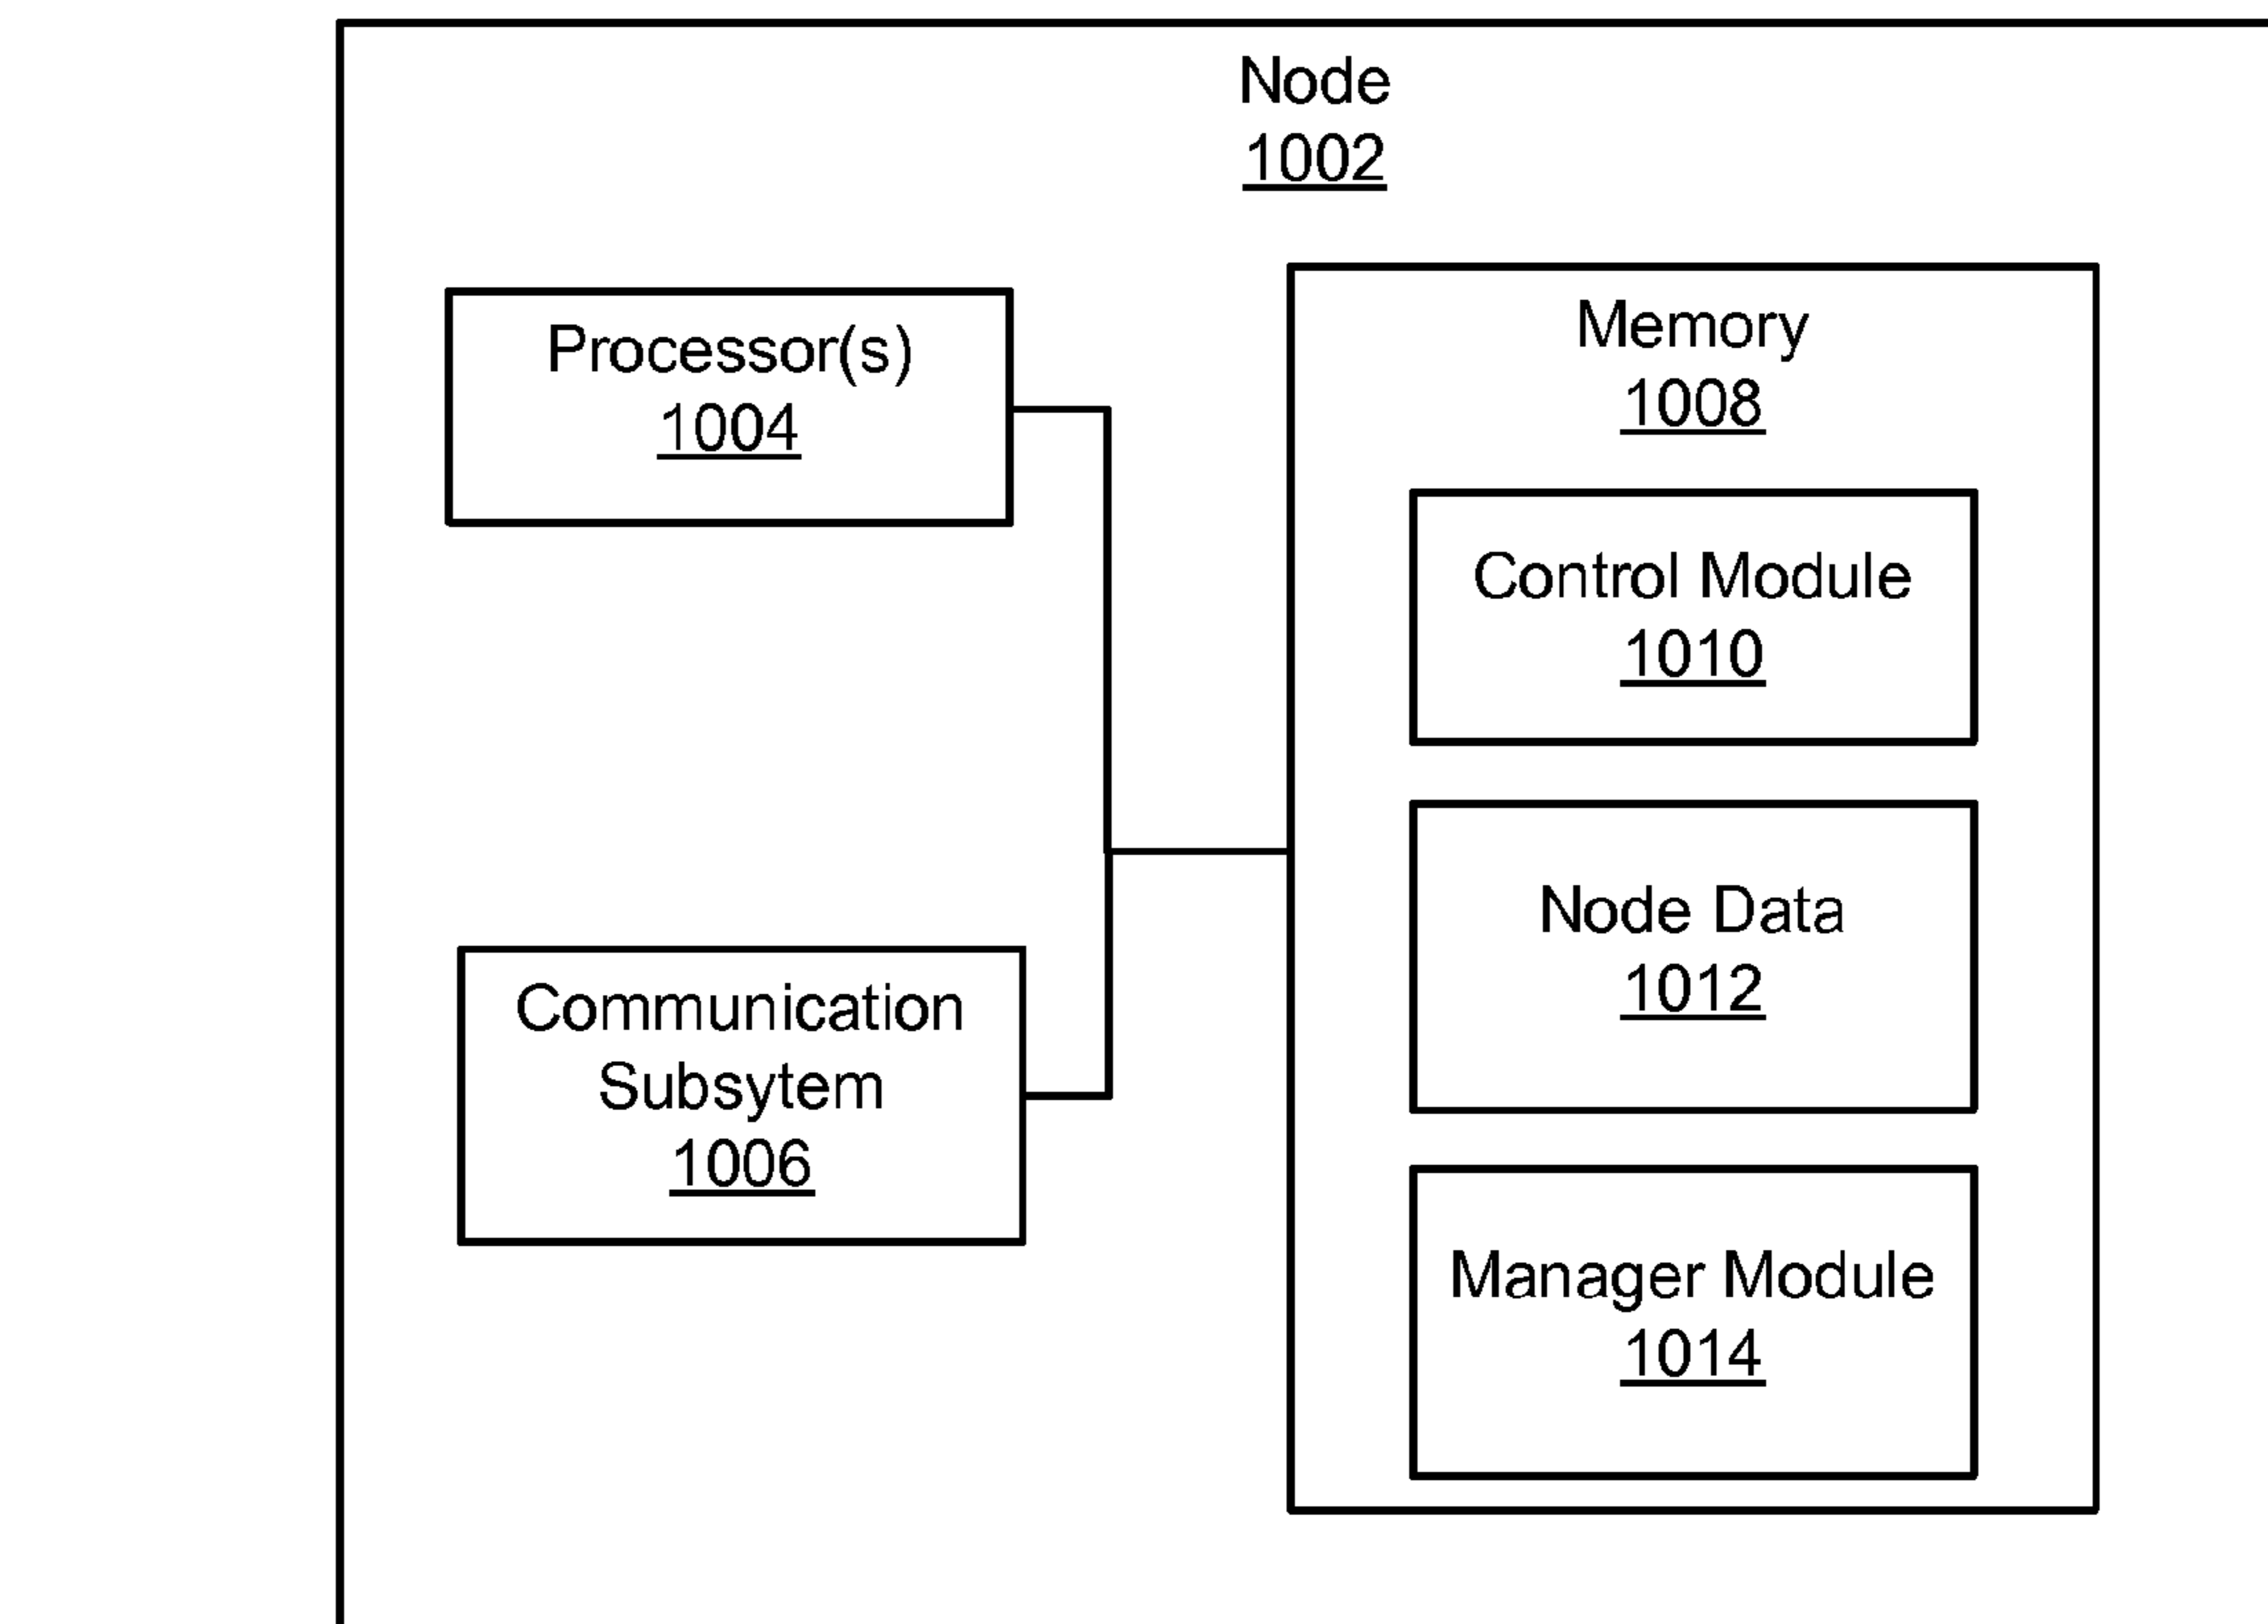 Node
1002
Processor(s)
1004
Communication
Subsytem
1006
Memory
1008
Control Module
1010
Node Data
1012
Manager Module
1014